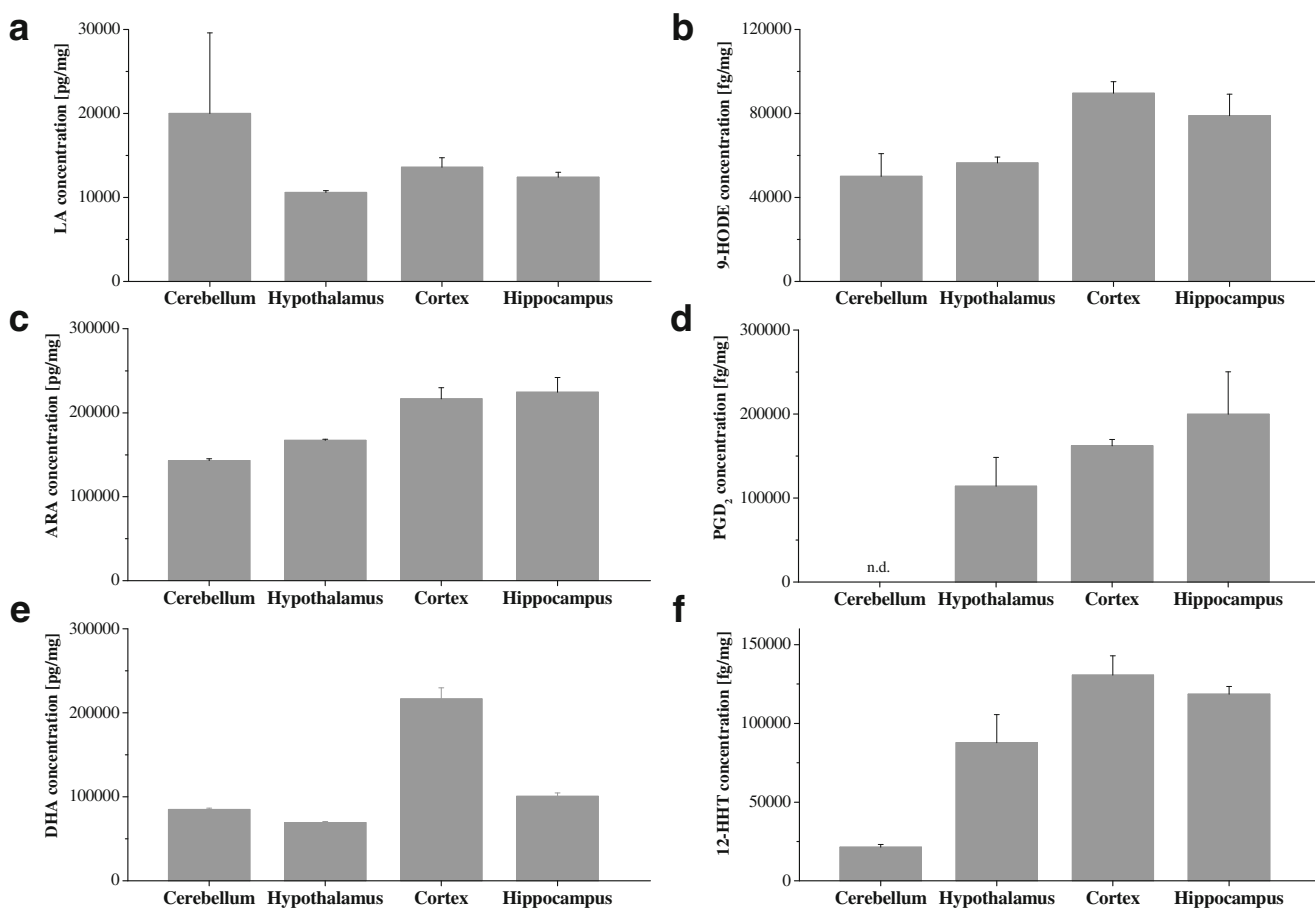 a
LA concentration [pg/mg]
30000
20000
10000
0
Cerebellum Hypothalamus Cortex Hippocampus
b
9-HODE concentration [fg/mg]
120000
80000
40000
0
Cerebellum Hypothalamus Cortex Hippocampus
c
ARA concentration [pg/mg]
300000
200000
100000
0
Cerebellum Hypothalamus Cortex Hippocampus
d
PGD₂ concentration [fg/mg]
300000
200000
100000
0
n.d.
Cerebellum Hypothalamus Cortex Hippocampus
e
DHA concentration [pg/mg]
300000
200000
100000
0
Cerebellum Hypothalamus Cortex Hippocampus
f
12-HHT concentration [fg/mg]
150000
100000
50000
0
Cerebellum Hypothalamus Cortex Hippocampus